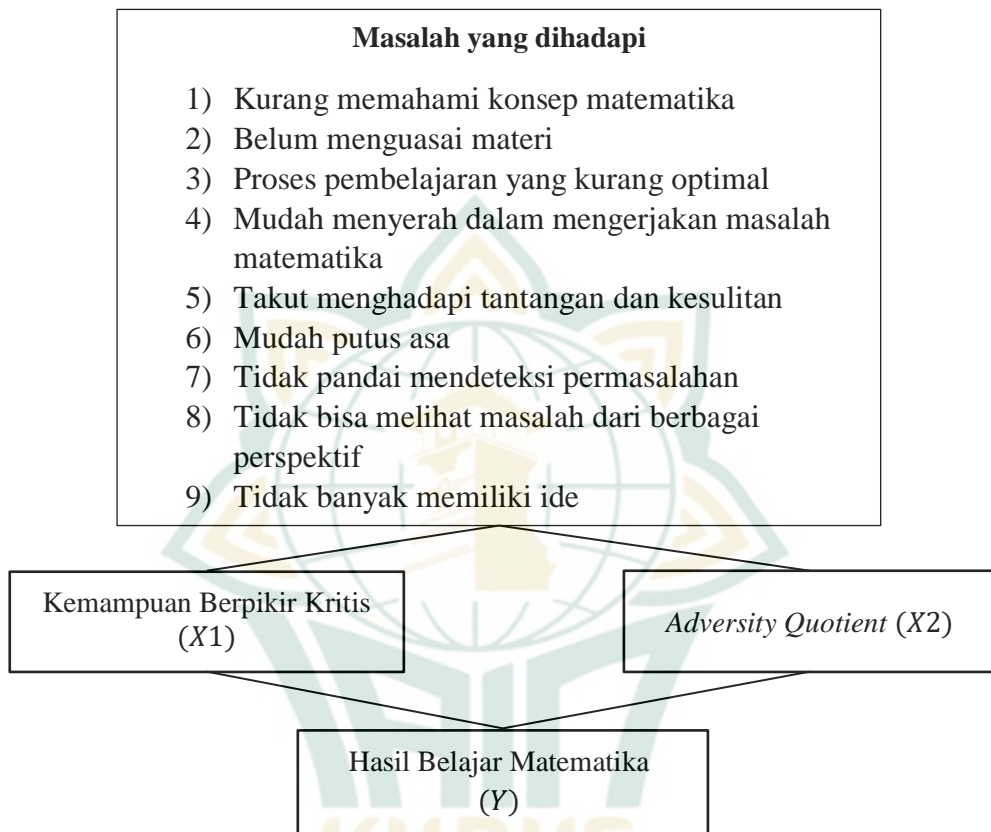 Masalah yang dihadapi
1) Kurang memahami konsep matematika
2) Belum menguasai materi
3) Proses pembelajaran yang kurang optimal
4) Mudah menyerah dalam mengerjakan masalah
matematika
5) Takut menghadapi tantangan dan kesulitan
6) Mudah putus asa
7) Tidak pandai mendeteksi permasalahan
8) Tidak bisa melihat masalah dari berbagai
perspektif
9) Tidak banyak memiliki ide
Kemampuan Berpikir Kritis
(X1)
Adversity Quotient (X2)
Hasil Belajar Matematika
(Y)